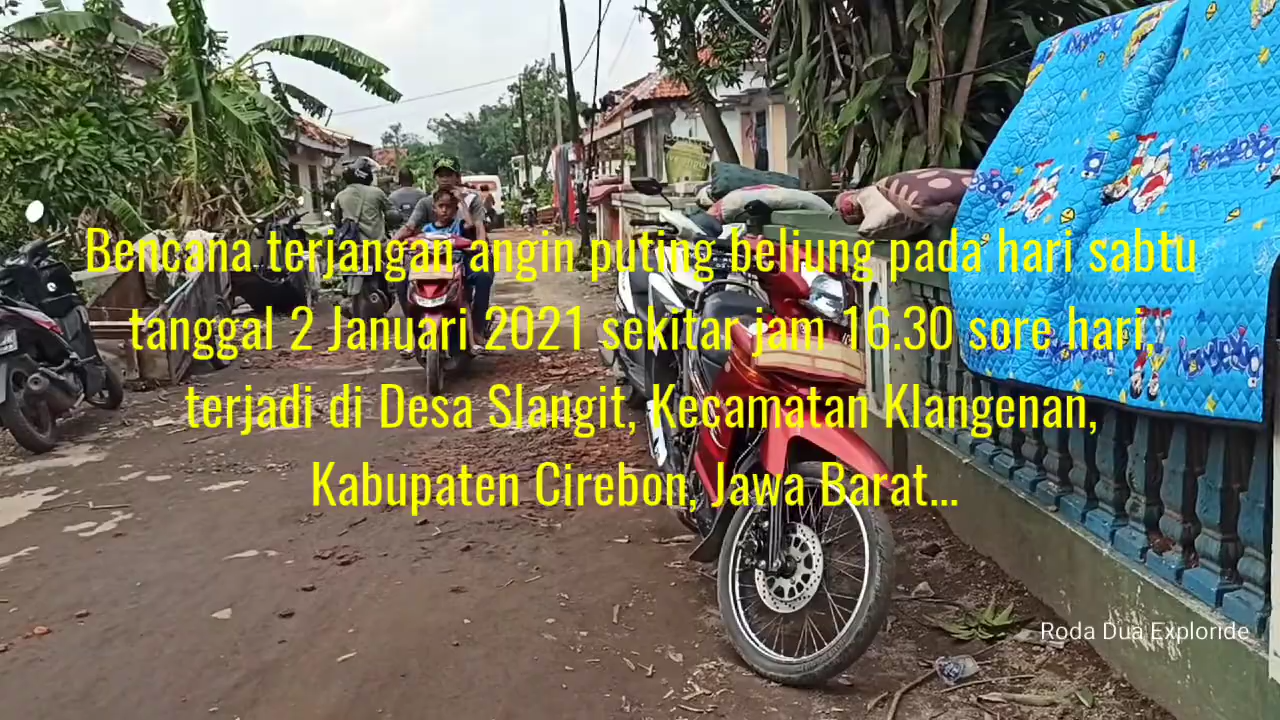 Bencana terjangan angin puting beliung pada hari sabtu
tanggal 2 Januari 2021 sekitar jam 16.30 sore hari,
terjadi di Desa Slangit, Kecamatan Klangenan,
Kabupaten Cirebon, Jawa Barat...
Roda Dua Exploride